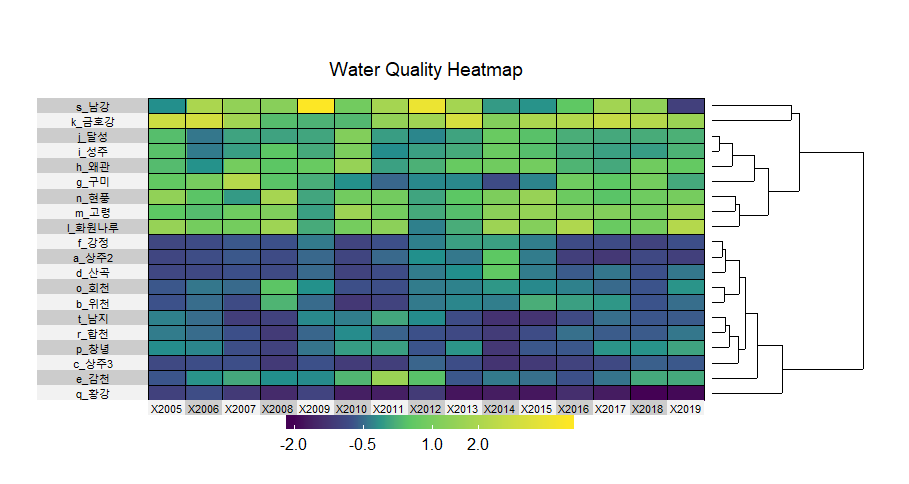 Water Quality Heatmap
s_남강
k_금호강
j_달성
i_성주
h_왜관
g_구미
n_현풍
m_고령
l_화원나루
f_강정
a_상주2
d_산곡
o_회천
b_위천
t_남지
r_합천
p_창녕
c_상주3
e_감천
q_황강
X2005 X2006 X2007 X2008 X2009 X2010 X2011 X2012 X2013 X2014 X2015 X2016 X2017 X2018 X2019
-2.0 -0.5 1.0 2.0